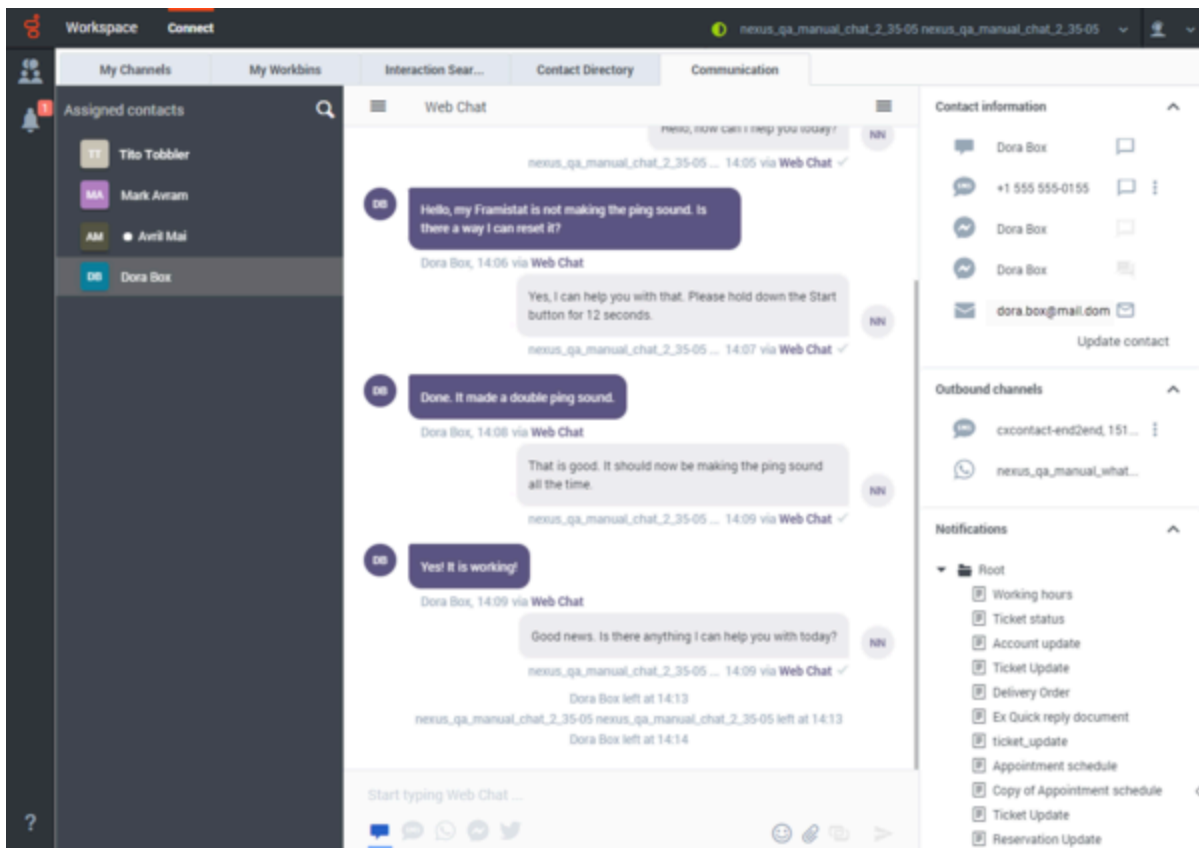 Workspace Connect nexus_qa_manual_chat_2_35-05 nexus_qa_manual_chat_2_35-05
My Channels My Workbins Interaction Sear... Contact Directory Communication
1
Assigned contacts
TT Tito Tobbler
MA Mark Avram
AM Avril Mai
DB Dora Box
?
Web Chat
Hello, how can I help you today?
NN
nexus_qa_manual_chat_2_35-05 ... 14:05 via Web Chat
DB
Hello, my Framistat is not making the ping sound. Is
there a way I can reset it?
Dora Box, 14:06 via Web Chat
Yes, I can help you with that. Please hold down the Start
button for 12 seconds.
NN
nexus_qa_manual_chat_2_35-05 ... 14:07 via Web Chat
DB
Done. It made a double ping sound.
Dora Box, 14:08 via Web Chat
That is good. It should now be making the ping sound
all the time.
NN
nexus_qa_manual_chat_2_35-05 ... 14:09 via Web Chat
DB
Yes! It is working!
Dora Box, 14:09 via Web Chat
Good news. Is there anything I can help you with today?
NN
nexus_qa_manual_chat_2_35-05 ... 14:09 via Web Chat
Dora Box left at 14:13
nexus_qa_manual_chat_2_35-05 nexus_qa_manual_chat_2_35-05 left at 14:13
Dora Box left at 14:14
Start typing Web Chat ...
Contact information
Dora Box
+1 555 555-0155
Dora Box
Dora Box
dora.box@mail.dom
Update contact
Outbound channels
cxcontact-end2end, 151...
nexus_qa_manual_what...
Notifications
Root
Working hours
Ticket status
Account update
Ticket Update
Delivery Order
Ex Quick reply document
ticket_update
Appointment schedule
Copy of Appointment schedule
Ticket Update
Reservation Update